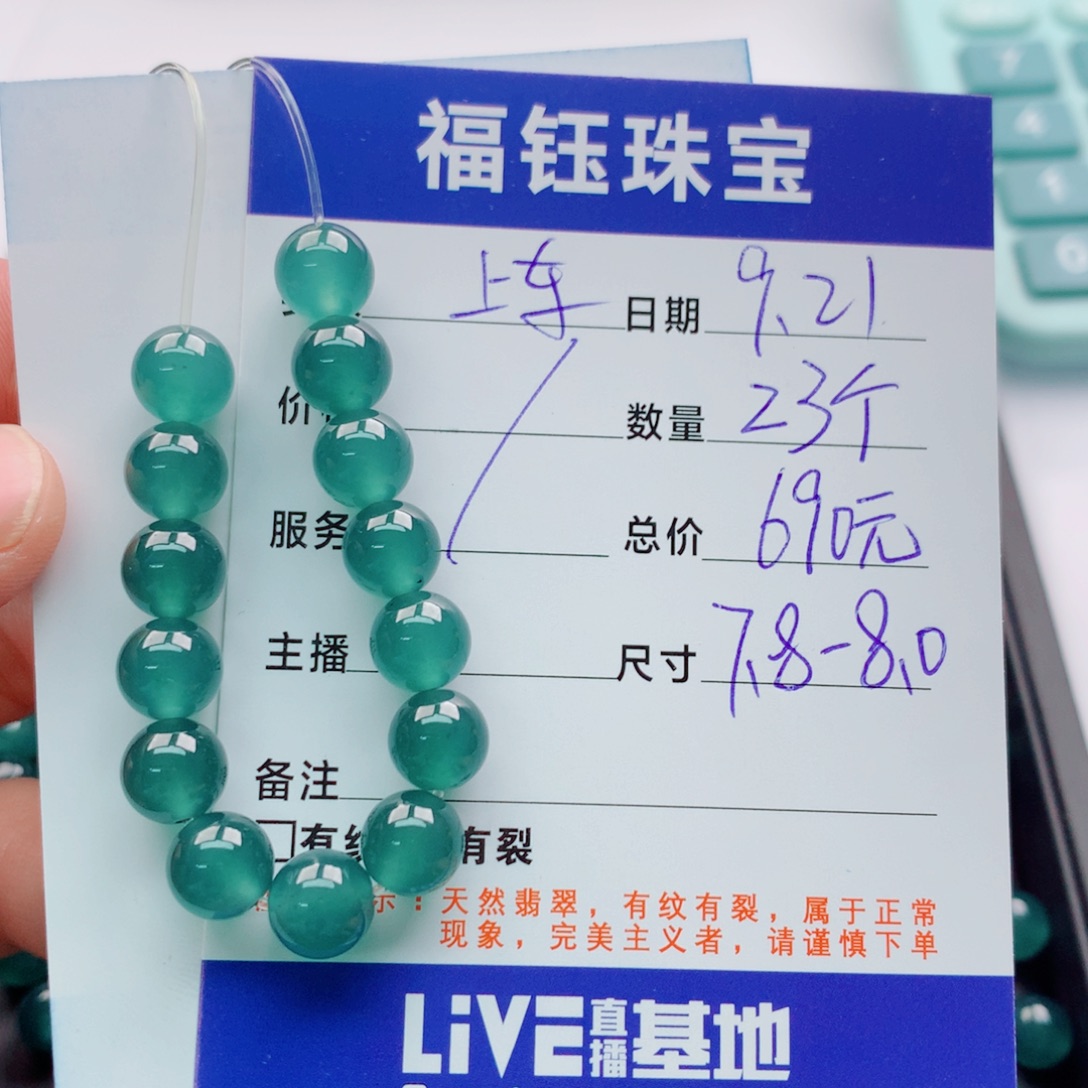 福钰珠宝
上车 日期 9.21
价 数量 23个
服务 总价 690元
主播 尺寸 7.8-8.0
备注
有 有裂
示：天然翡翠，有纹有裂，属于正常
现象，完美主义者，请谨慎下单
LiVE直播基地